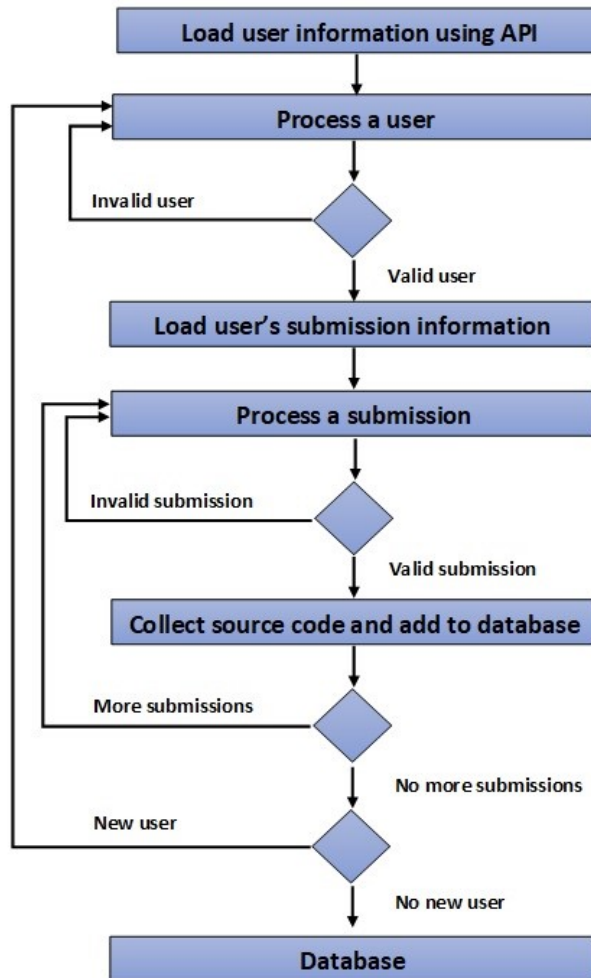 Load user information using API
Process a user
Invalid user
Valid user
Load user’s submission information
Process a submission
Invalid submission
Valid submission
Collect source code and add to database
More submissions
No more submissions
New user
No new user
Database